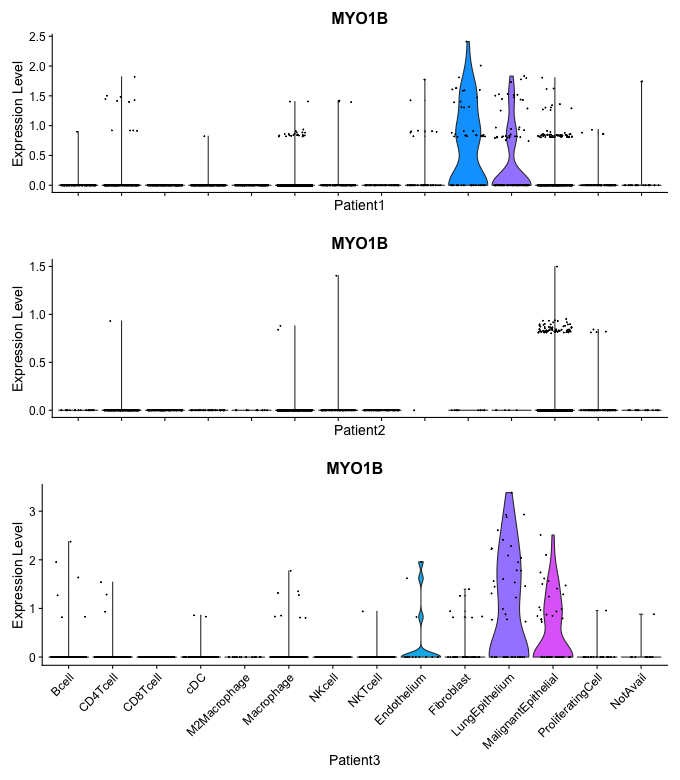 MYO1B
Expression Level
2.5
2.0
1.5
1.0
0.5
0.0
Patient1
MYO1B
Expression Level
1.5
1.0
0.5
0.0
Patient2
MYO1B
Expression Level
3
2
1
0
Bcell
CD4Tcell
CD8Tcell
cDC
M2Macrophage
Macrophage
NKcell
NKTcell
Endothelium
Fibroblast
LungEpithelium
MalignantEpithelial
ProliferatingCell
NotAvail
Patient3